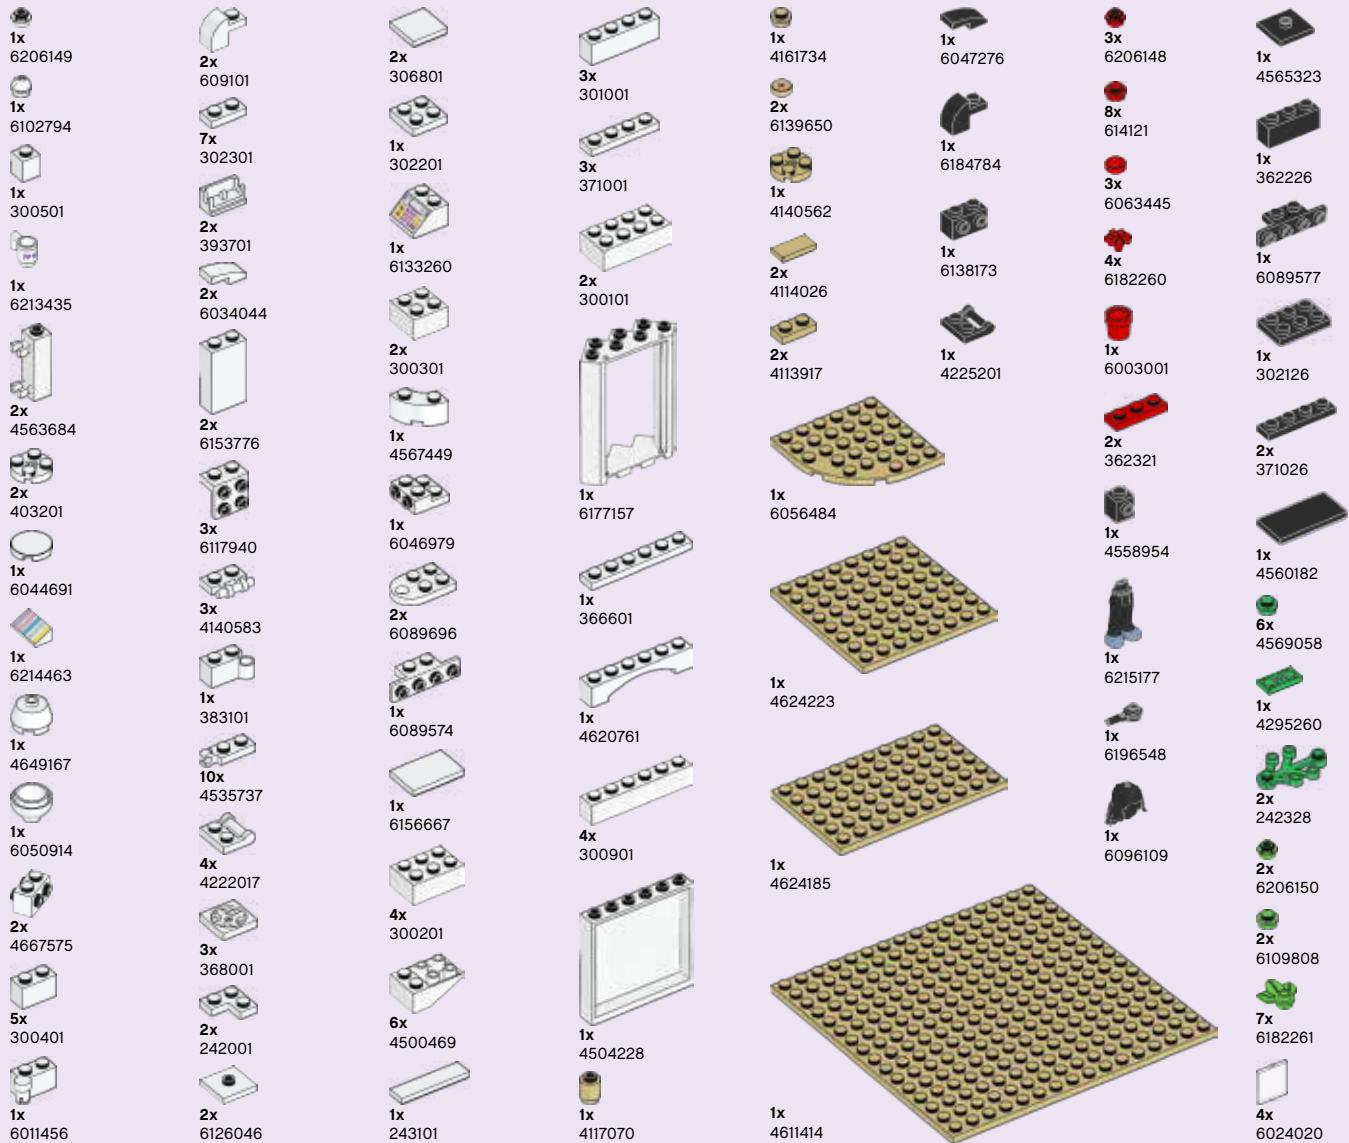 1x
6206149
1x
6102794
1x
300501
1x
6213435
2x
4563684
2x
403201
1x
6044691
1x
6214463
1x
4649167
1x
6050914
2x
4667575
5x
300401
1x
6011456
2x
609101
7x
302301
2x
393701
2x
6034044
2x
6153776
3x
6117940
3x
4140583
1x
383101
10x
4535737
4x
4222017
3x
368001
2x
242001
2x
6126046
2x
306801
1x
302201
1x
6133260
2x
300301
1x
4567449
1x
6046979
2x
6089696
1x
6089574
1x
6156667
4x
300201
6x
4500469
1x
243101
3x
301001
3x
371001
2x
300101
1x
6177157
1x
366601
1x
4620761
4x
300901
1x
4504228
1x
4117070
1x
4161734
2x
6139650
1x
4140562
2x
4114026
2x
4113917
1x
6056484
1x
4624223
1x
4624185
1x
4611414
1x
6047276
1x
6184784
1x
6138173
1x
4225201
3x
6206148
8x
614121
3x
6063445
4x
6182260
1x
6003001
2x
362321
1x
4558954
1x
6215177
1x
6196548
1x
6096109
1x
4565323
1x
362226
1x
6089577
1x
302126
2x
371026
1x
4560182
6x
4569058
1x
4295260
2x
242328
2x
6206150
2x
6109808
7x
6182261
4x
6024020